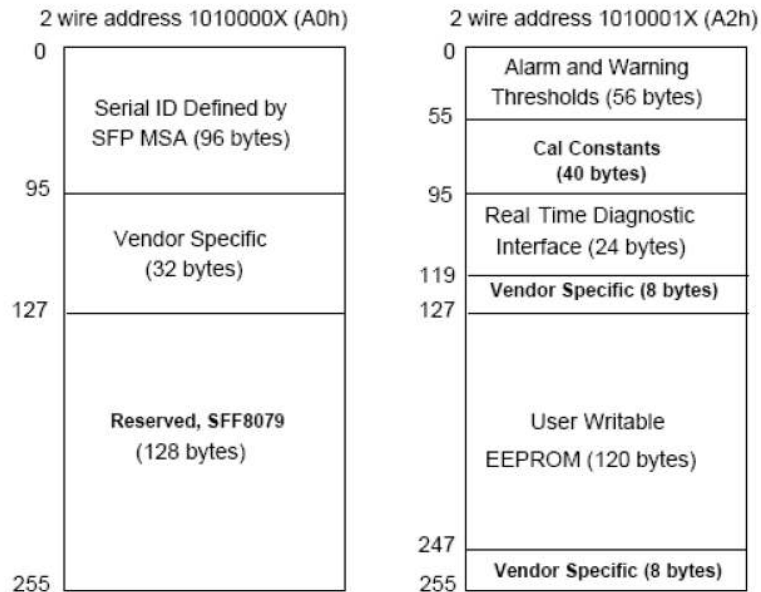 2 wire address 1010000X (A0h)
0
Serial ID Defined by
SFP MSA (96 bytes)
95
Vendor Specific
(32 bytes)
127
Reserved, SFF8079
(128 bytes)
255
2 wire address 1010001X (A2h)
0
Alarm and Warning
Thresholds (56 bytes)
55
Cal Constants
(40 bytes)
95
Real Time Diagnostic
Interface (24 bytes)
119
Vendor Specific (8 bytes)
127
User Writable
EEPROM (120 bytes)
247
Vendor Specific (8 bytes)
255